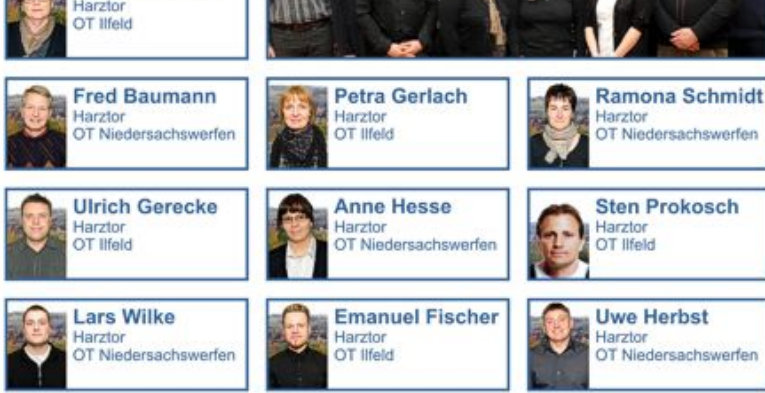 Harztor
OT Ilfeld
Fred Baumann
Harztor
OT Niedersachswerfen
Petra Gerlach
Harztor
OT Ilfeld
Ramona Schmidt
Harztor
OT Niedersachswerfen
Ulrich Gerecke
Harztor
OT Ilfeld
Anne Hesse
Harztor
OT Niedersachswerfen
Sten Prokosch
Harztor
OT Ilfeld
Lars Wilke
Harztor
OT Niedersachswerfen
Emanuel Fischer
Harztor
OT Ilfeld
Uwe Herbst
Harztor
OT Niedersachswerfen